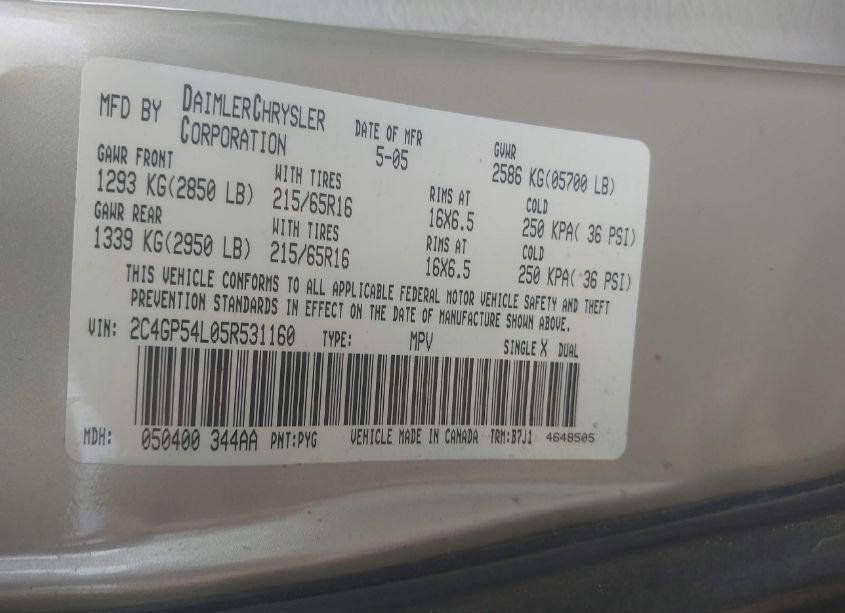 MFD BY DAIMLERCHRYSLER CORPORATION
DATE OF MFR 5-05
GVWR 2586 KG(05700 LB)
GAWR FRONT 1293 KG(2850 LB)
WITH TIRES 215/65R16
RIMS AT 16X6.5
COLD 250 KPA( 36 PSI)
GAWR REAR 1339 KG(2950 LB)
WITH TIRES 215/65R16
RIMS AT 16X6.5
COLD 250 KPA( 36 PSI)
THIS VEHICLE CONFORMS TO ALL APPLICABLE FEDERAL MOTOR VEHICLE SAFETY AND THEFT
PREVENTION STANDARDS IN EFFECT ON THE DATE OF MANUFACTURE SHOWN ABOVE.
VIN: 2C4GP54L05R531160 TYPE: MPV SINGLE X DUAL
MDH: 050400 344AA PNT:PYG VEHICLE MADE IN CANADA TRM:B7J1 4648505